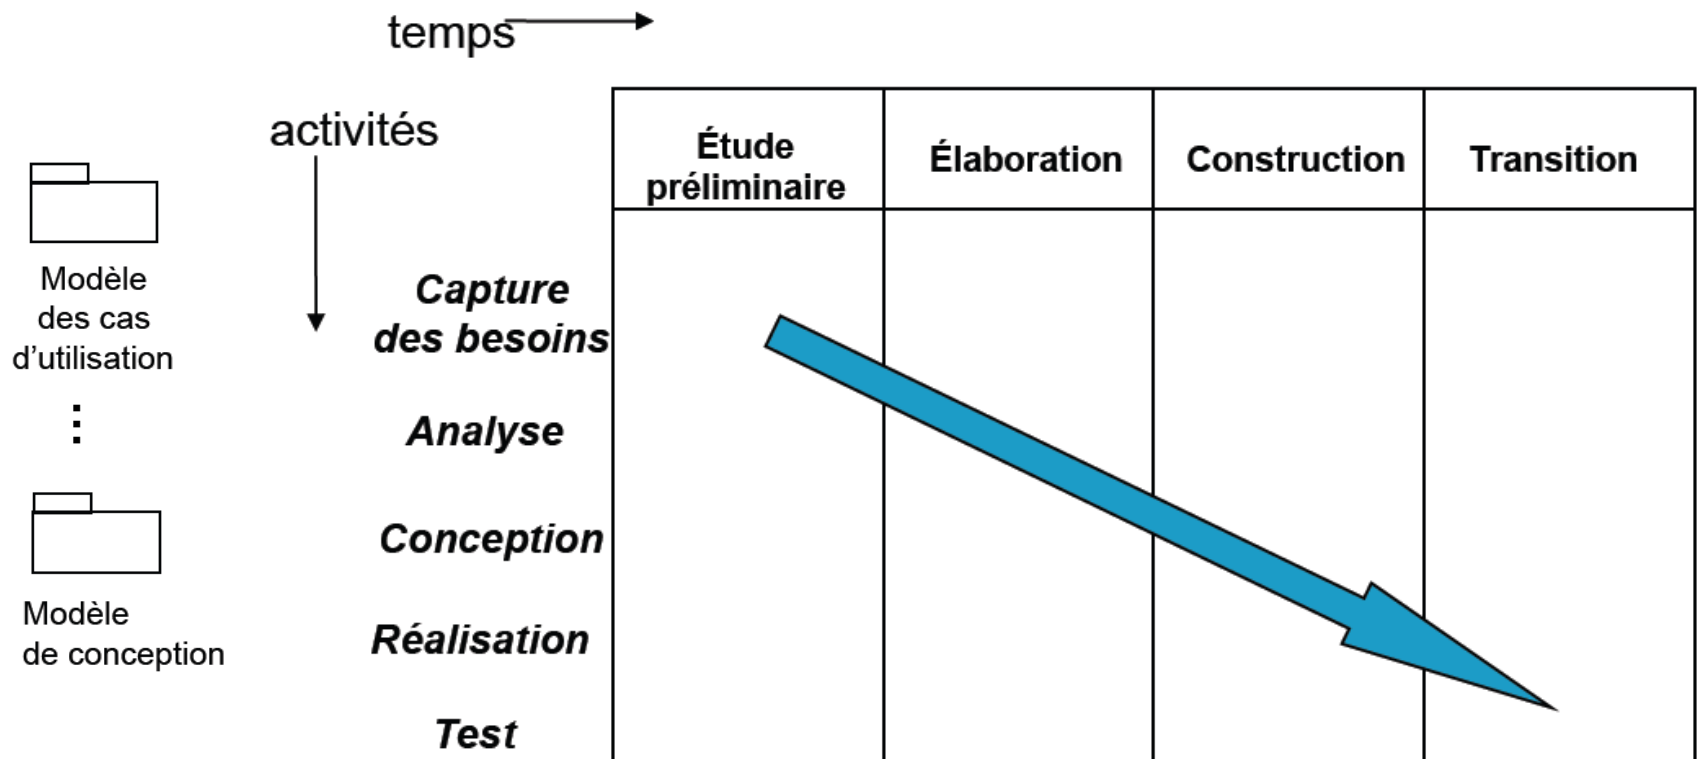 temps
activités
Étude
préliminaire
Élaboration
Construction
Transition
Modèle
des cas
d’utilisation
Capture
des besoins
Analyse
Conception
Modèle
de conception
Réalisation
Test